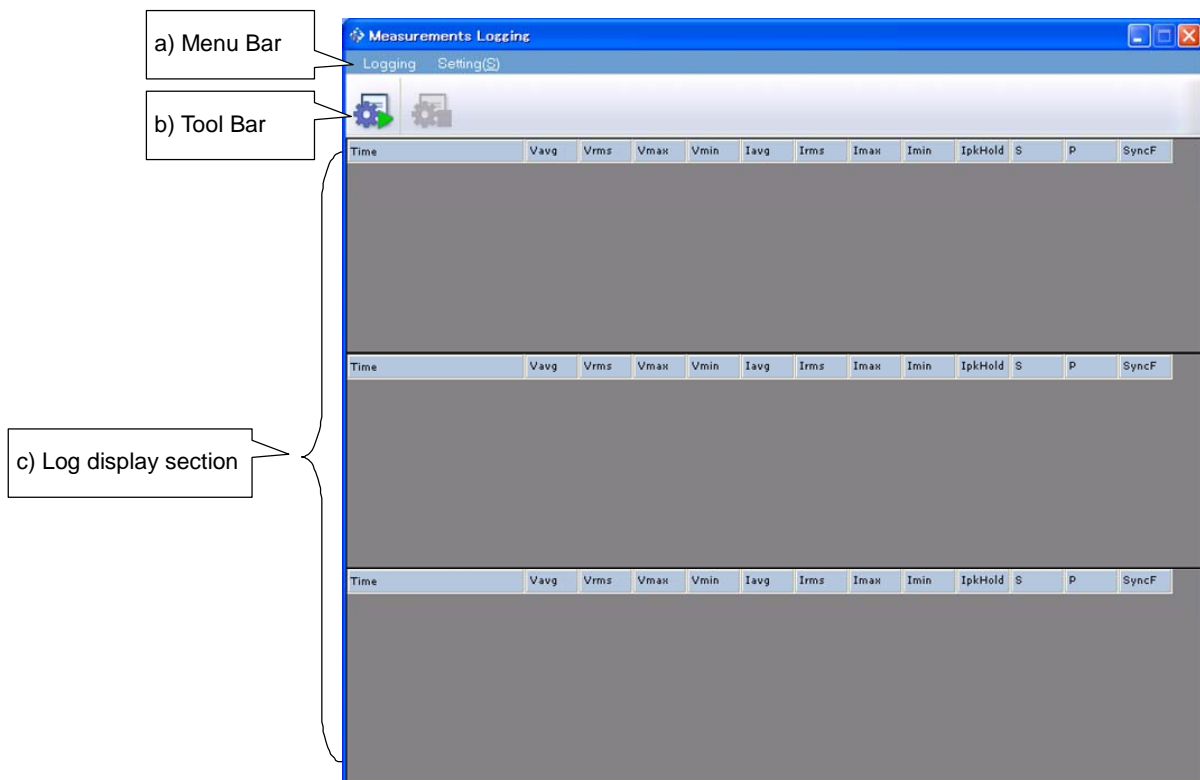 a) Menu Bar
Measurements Logging
Logging Setting(S)
b) Tool Bar
Time Vavg Vrms Vmax Vmin Iavg Irms Imax Imin IpkHold S P SyncF
Time Vavg Vrms Vmax Vmin Iavg Irms Imax Imin IpkHold S P SyncF
c) Log display section
Time Vavg Vrms Vmax Vmin Iavg Irms Imax Imin IpkHold S P SyncF